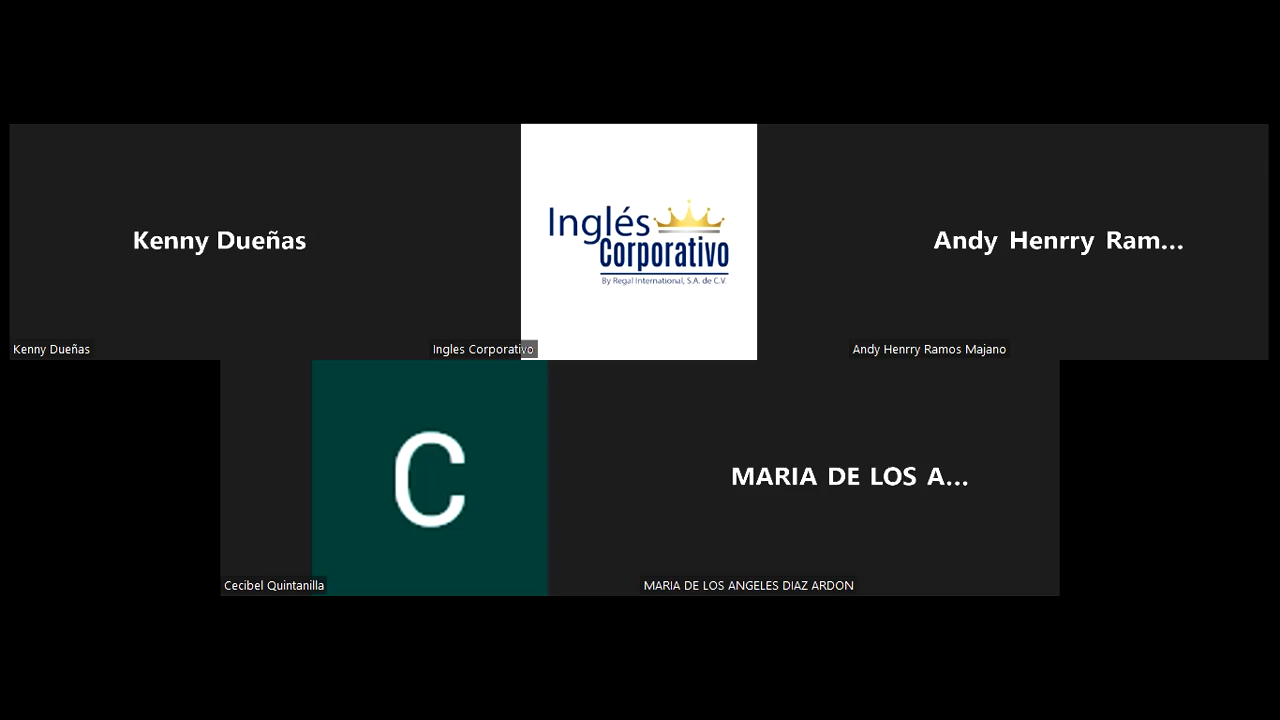 Kenny Dueñas
Inglés
Corporativo
By Regal International, S.A. de C.V.
Andy Henrry Ram...
Kenny Dueñas
Ingles Corporativo
Andy Henrry Ramos Majano
C
MARIA DE LOS A...
Cecibel Quintanilla
MARIA DE LOS ANGELES DIAZ ARDON